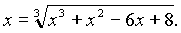 x = ∛(x³ + x² − 6x + 8).